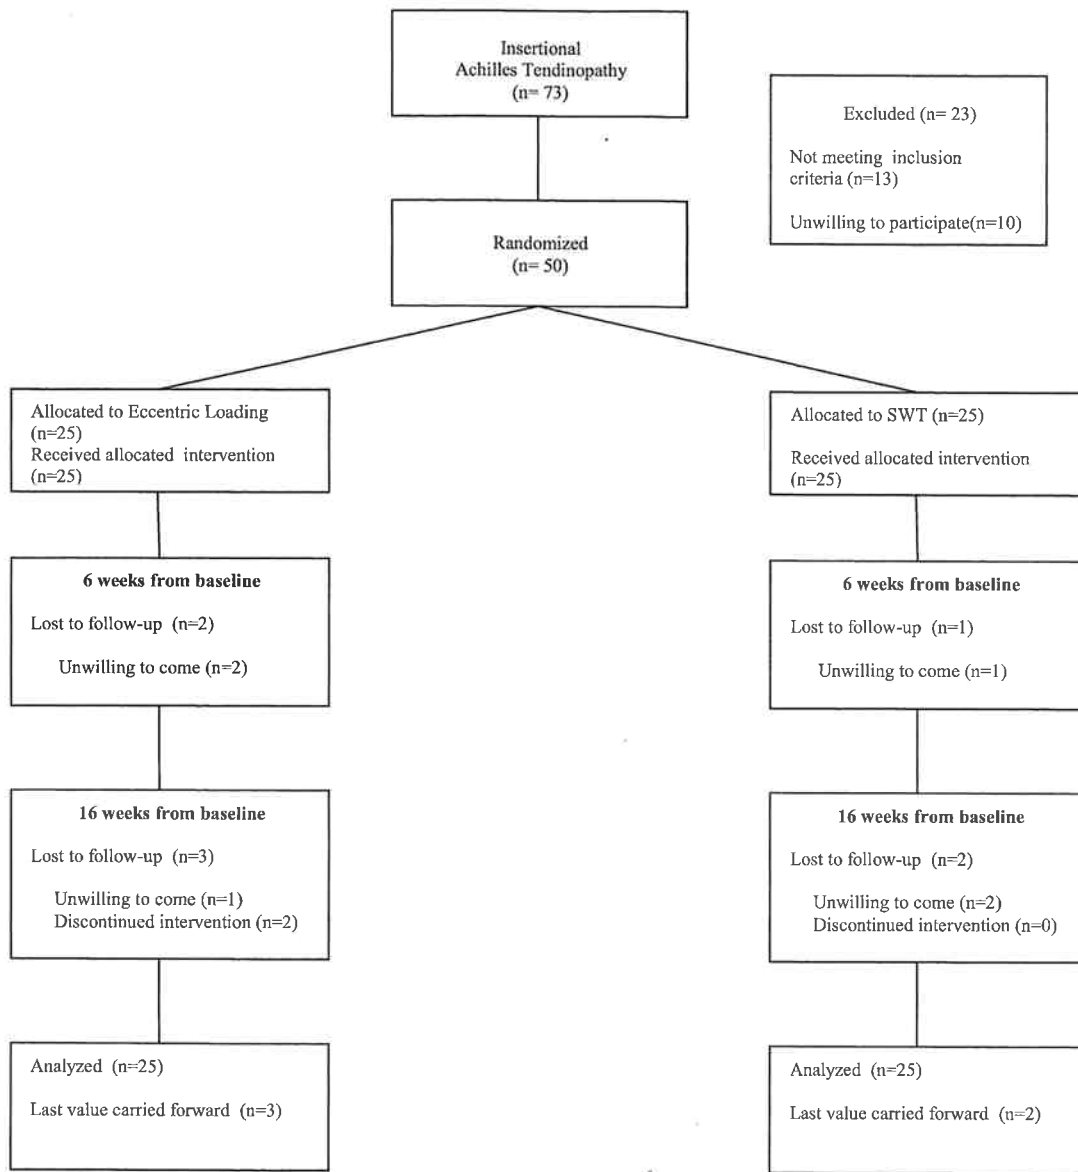 Insertional
Achilles Tendinopathy
(n= 73)
Excluded (n= 23)
Not meeting inclusion
criteria (n=13)
Unwilling to participate(n=10)
Randomized
(n= 50)
Allocated to Eccentric Loading
(n=25)
Received allocated intervention
(n=25)
Allocated to SWT (n=25)
Received allocated intervention
(n=25)
6 weeks from baseline
Lost to follow-up (n=2)
Unwilling to come (n=2)
6 weeks from baseline
Lost to follow-up (n=1)
Unwilling to come (n=1)
16 weeks from baseline
Lost to follow-up (n=3)
Unwilling to come (n=1)
Discontinued intervention (n=2)
16 weeks from baseline
Lost to follow-up (n=2)
Unwilling to come (n=2)
Discontinued intervention (n=0)
Analyzed (n=25)
Last value carried forward (n=3)
Analyzed (n=25)
Last value carried forward (n=2)